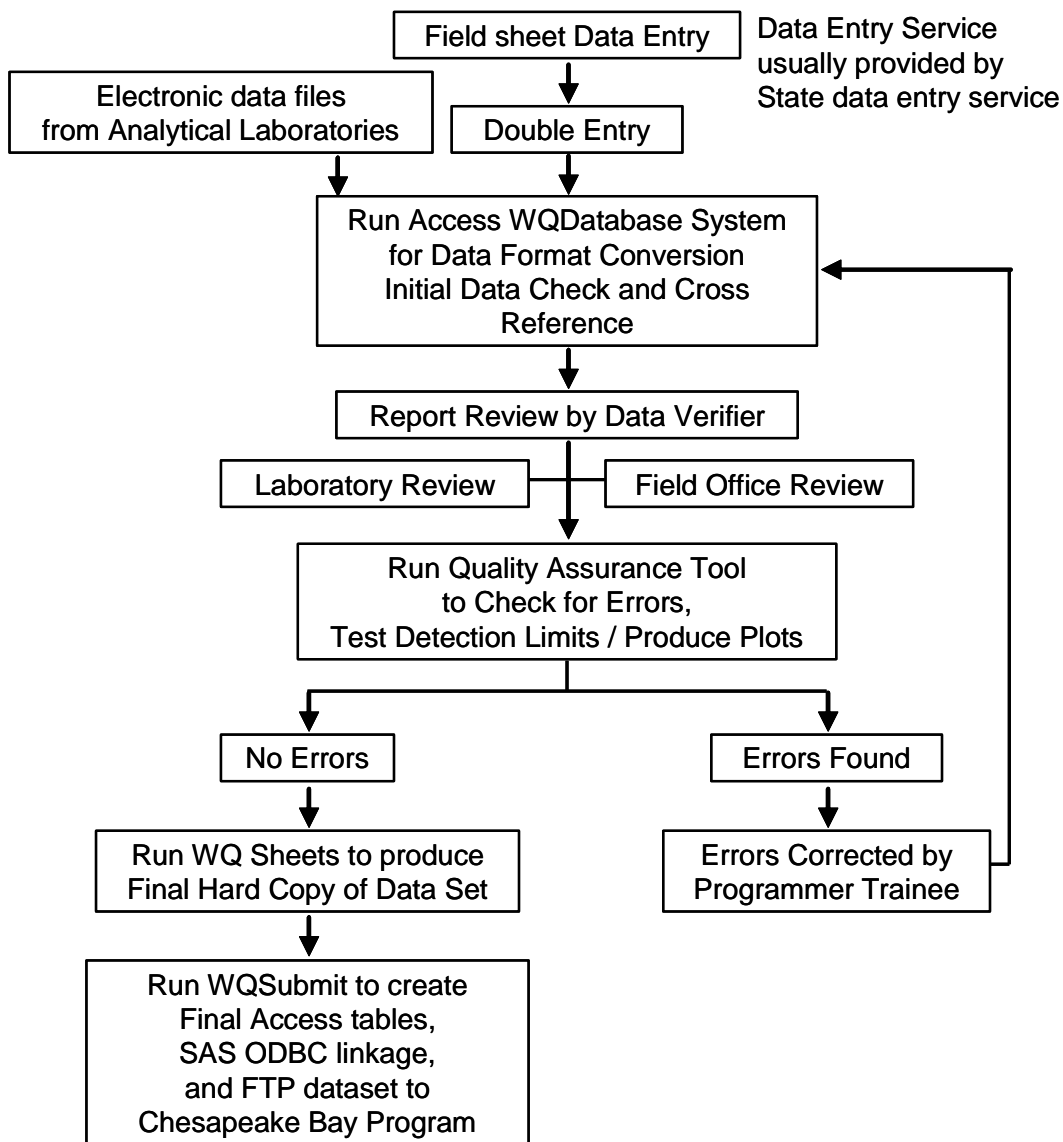 Field sheet Data Entry
Data Entry Service
usually provided by
State data entry service
Electronic data files
from Analytical Laboratories
Double Entry
Run Access WQDatabase System
for Data Format Conversion
Initial Data Check and Cross
Reference
Report Review by Data Verifier
Laboratory Review
Field Office Review
Run Quality Assurance Tool
to Check for Errors,
Test Detection Limits / Produce Plots
No Errors
Errors Found
Run WQ Sheets to produce
Final Hard Copy of Data Set
Errors Corrected by
Programmer Trainee
Run WQSubmit to create
Final Access tables,
SAS ODBC linkage,
and FTP dataset to
Chesapeake Bay Program